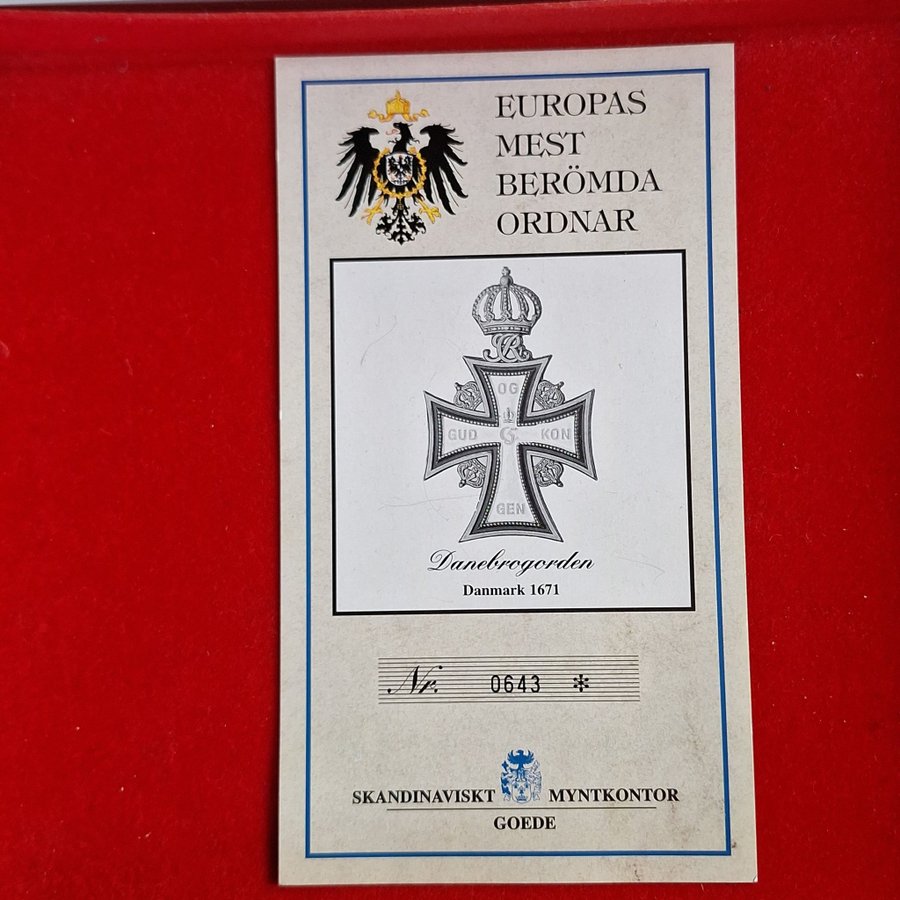 EUROPAS
MEST
BERÖMDA
ORDNAR
OG
GUD KON
GEN
Danebrogorden
Danmark 1671
Nr. 0643 *
SKANDINAVISKT MYNTKONTOR
GOEDE